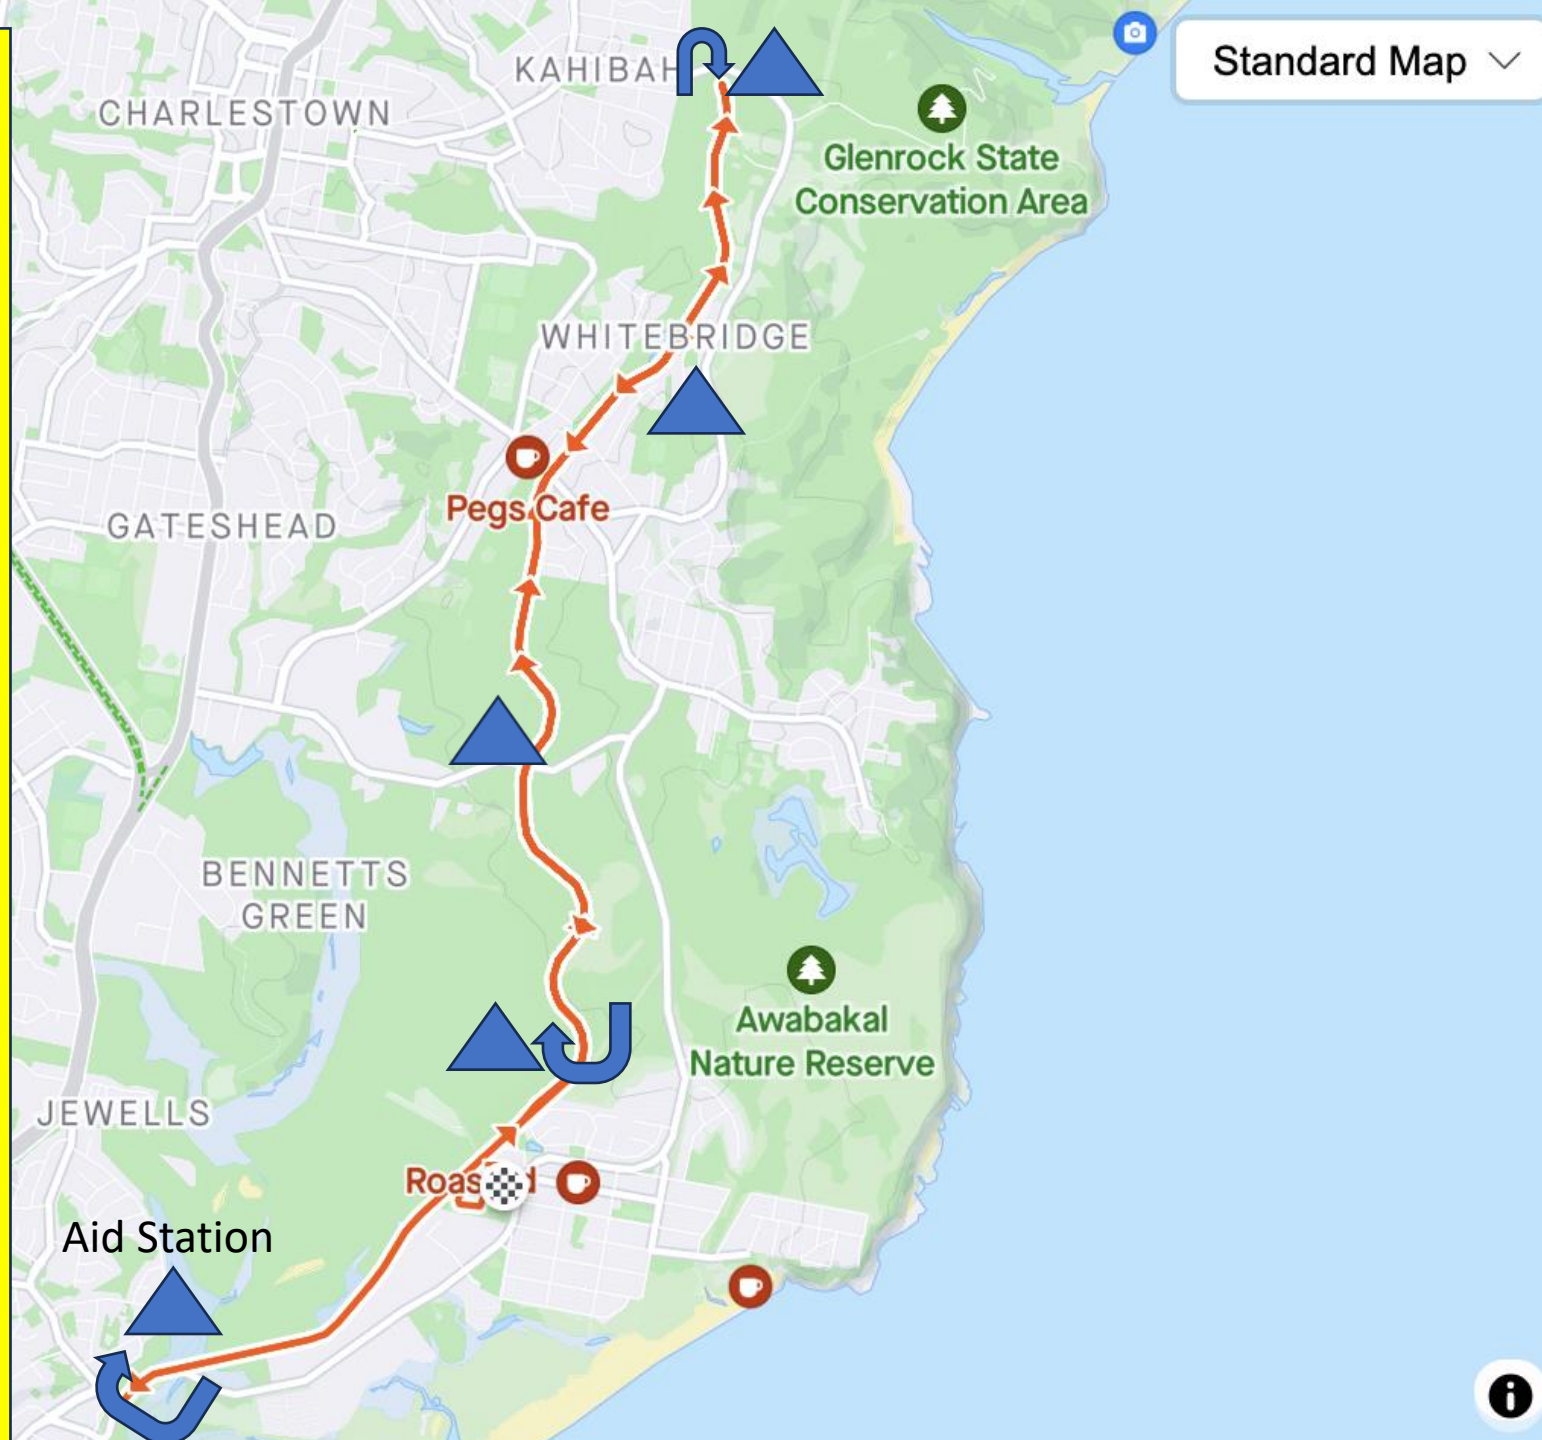 Standard Map
KAHIBAH
CHARLESTOWN
Glenrock State
Conservation Area
WHITEBRIDGE
Pegs Cafe
GATESHEAD
BENNETTS
GREEN
Awabakal
Nature Reserve
JEWELLS
Aid Station